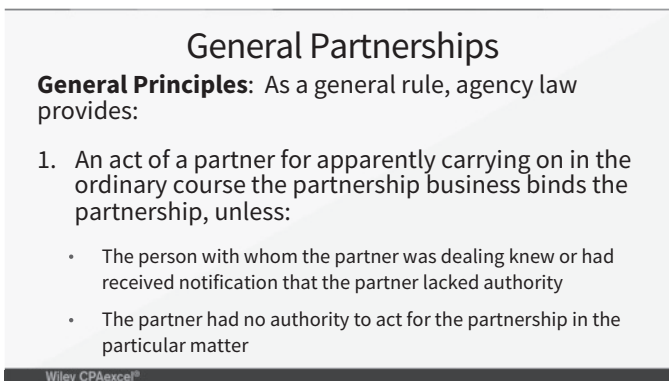 General Partnerships
General Principles: As a general rule, agency law
provides:
1. An act of a partner for apparently carrying on in the
ordinary course the partnership business binds the
partnership, unless:
• The person with whom the partner was dealing knew or had
received notification that the partner lacked authority
• The partner had no authority to act for the partnership in the
particular matter
Wiley CPAexcel®